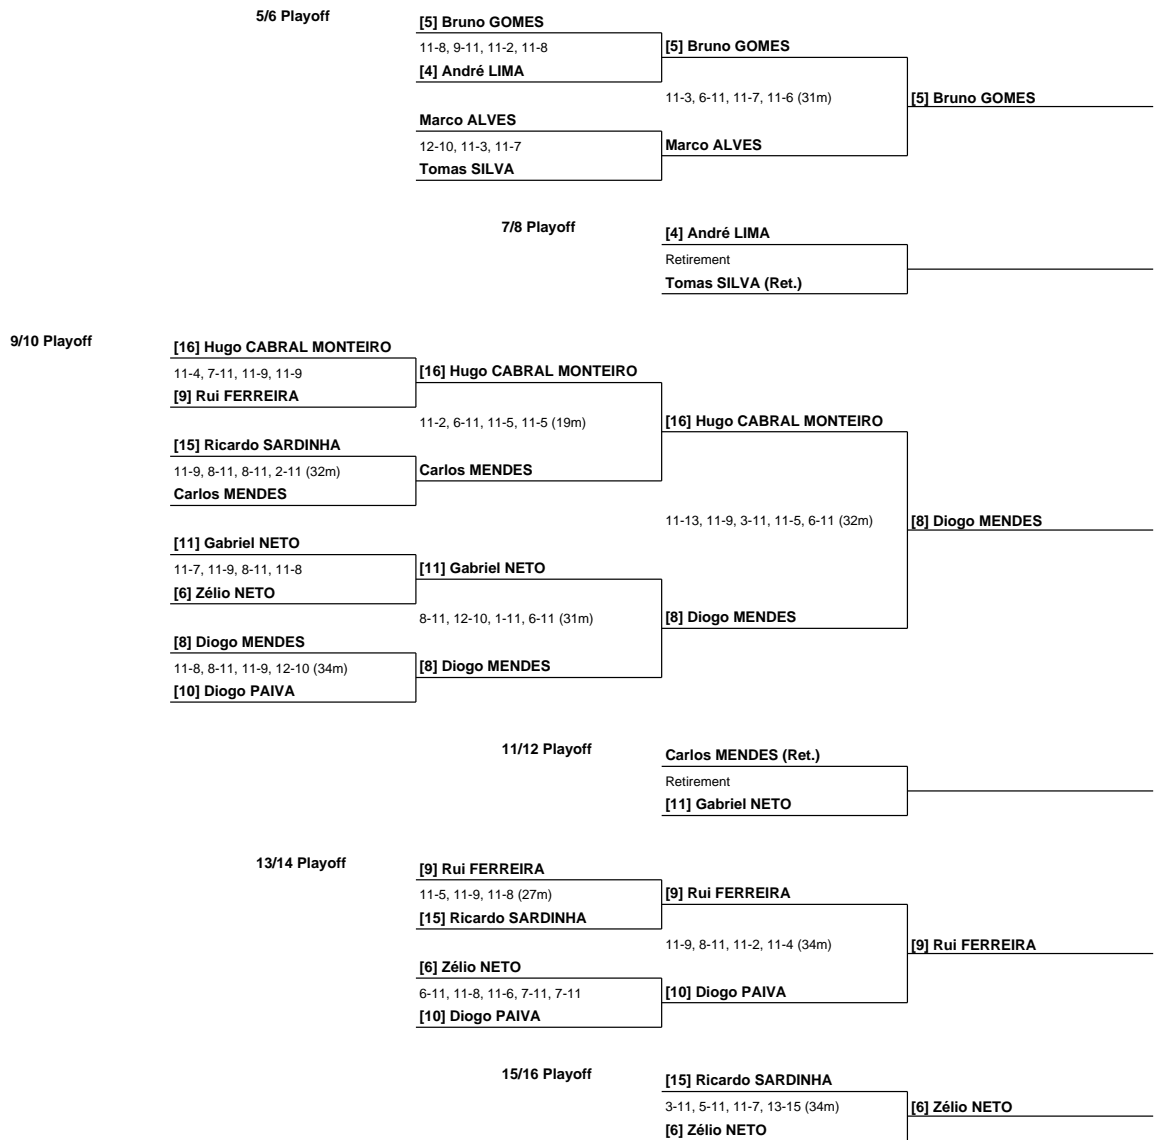 5/6 Playoff
[5] Bruno GOMES
11-8, 9-11, 11-2, 11-8
[5] Bruno GOMES
[4] André LIMA
11-3, 6-11, 11-7, 11-6 (31m)
[5] Bruno GOMES
Marco ALVES
12-10, 11-3, 11-7
Marco ALVES
Tomas SILVA
7/8 Playoff
[4] André LIMA
Retirement
Tomas SILVA (Ret.)
9/10 Playoff
[16] Hugo CABRAL MONTEIRO
11-4, 7-11, 11-9, 11-9
[16] Hugo CABRAL MONTEIRO
[9] Rui FERREIRA
11-2, 6-11, 11-5, 11-5 (19m)
[16] Hugo CABRAL MONTEIRO
[15] Ricardo SARDINHA
11-9, 8-11, 8-11, 2-11 (32m)
Carlos MENDES
Carlos MENDES
11-13, 11-9, 3-11, 11-5, 6-11 (32m)
[8] Diogo MENDES
[11] Gabriel NETO
11-7, 11-9, 8-11, 11-8
[11] Gabriel NETO
[6] Zélio NETO
8-11, 12-10, 1-11, 6-11 (31m)
[8] Diogo MENDES
[8] Diogo MENDES
11-8, 8-11, 11-9, 12-10 (34m)
[8] Diogo MENDES
[10] Diogo PAIVA
11/12 Playoff
Carlos MENDES (Ret.)
Retirement
[11] Gabriel NETO
13/14 Playoff
[9] Rui FERREIRA
11-5, 11-9, 11-8 (27m)
[9] Rui FERREIRA
[15] Ricardo SARDINHA
11-9, 8-11, 11-2, 11-4 (34m)
[9] Rui FERREIRA
[6] Zélio NETO
6-11, 11-8, 11-6, 7-11, 7-11
[10] Diogo PAIVA
[10] Diogo PAIVA
15/16 Playoff
[15] Ricardo SARDINHA
3-11, 5-11, 11-7, 13-15 (34m)
[6] Zélio NETO
[6] Zélio NETO